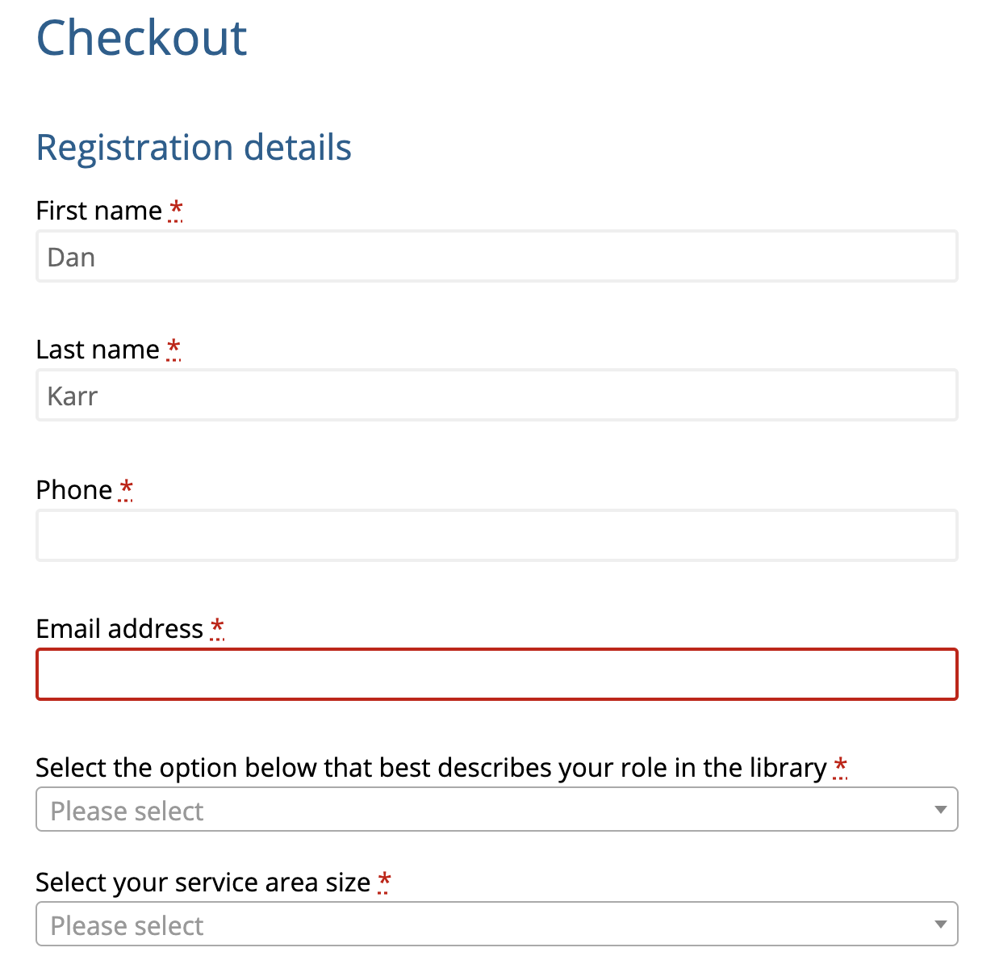 Checkout
Registration details
First name *
Dan
Last name *
Karr
Phone *
Email address *
Select the option below that best describes your role in the library *
Please select
Select your service area size *
Please select